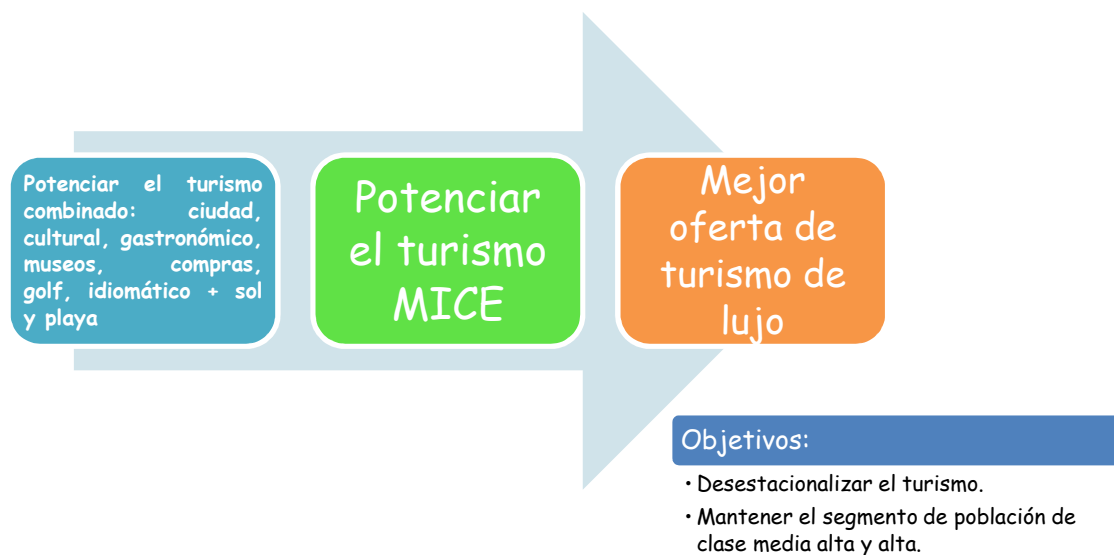 Potenciar el turismo
combinado: ciudad,
cultural, gastronómico,
museos, compras,
golf, idiomático + sol
y playa
Potenciar
el turismo
MICE
Mejor
oferta de
turismo de
lujo
Objetivos:
• Desestacionalizar el turismo.
• Mantener el segmento de población de
clase media alta y alta.